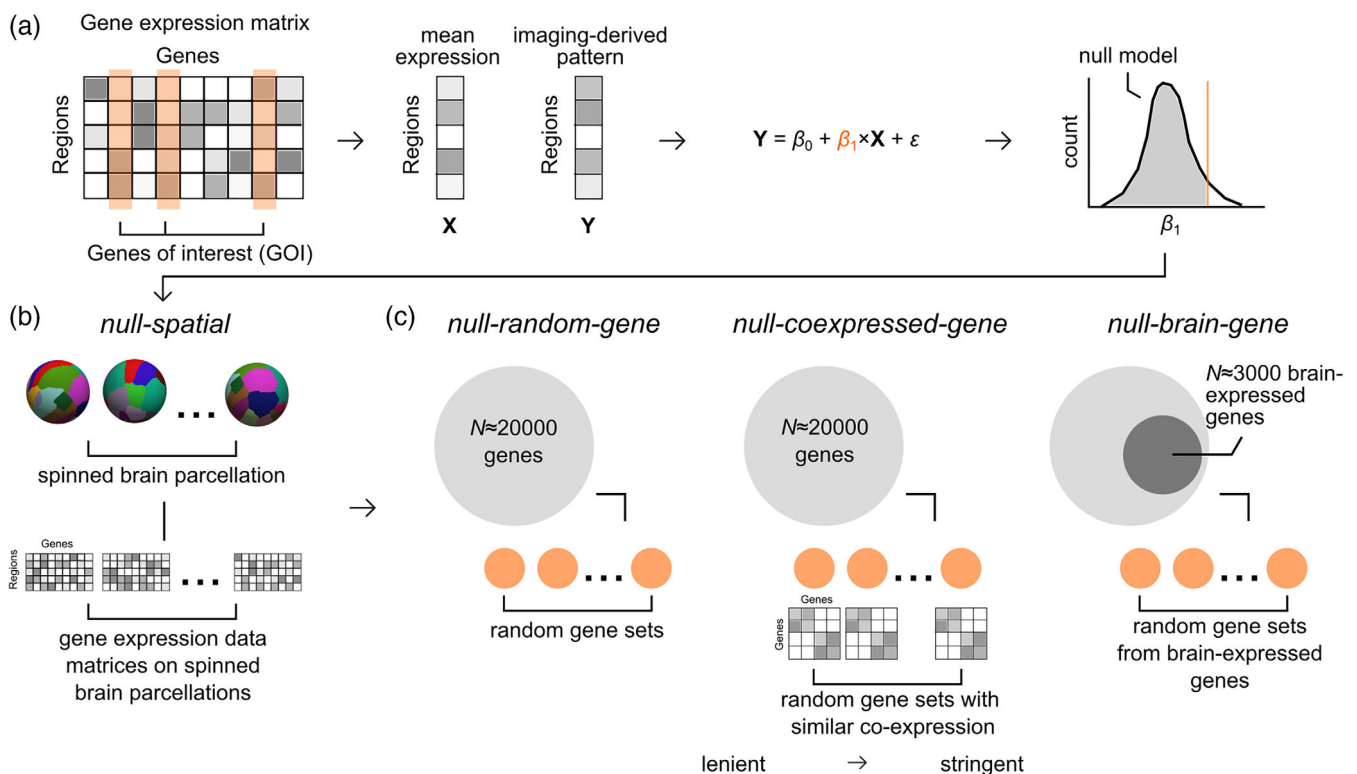 (a)
Gene expression matrix
Genes
Regions
Genes of interest (GOI)
mean
expression
Regions
X
imaging-derived
pattern
Regions
Y
→
→
Y = β0 + β1×X + ε
→
null model
count
β1
(b)
null-spatial
...
spinned brain parcellation
Genes
Regions
...
gene expression data
matrices on spinned
brain parcellations
→
(c)
null-random-gene
N≈20000
genes
...
random gene sets
null-coexpressed-gene
N≈20000
genes
...
Genes
Genes
random gene sets with
similar co-expression
null-brain-gene
N≈3000 brain-
expressed
genes
...
random gene sets
from brain-expressed
genes
lenient → stringent